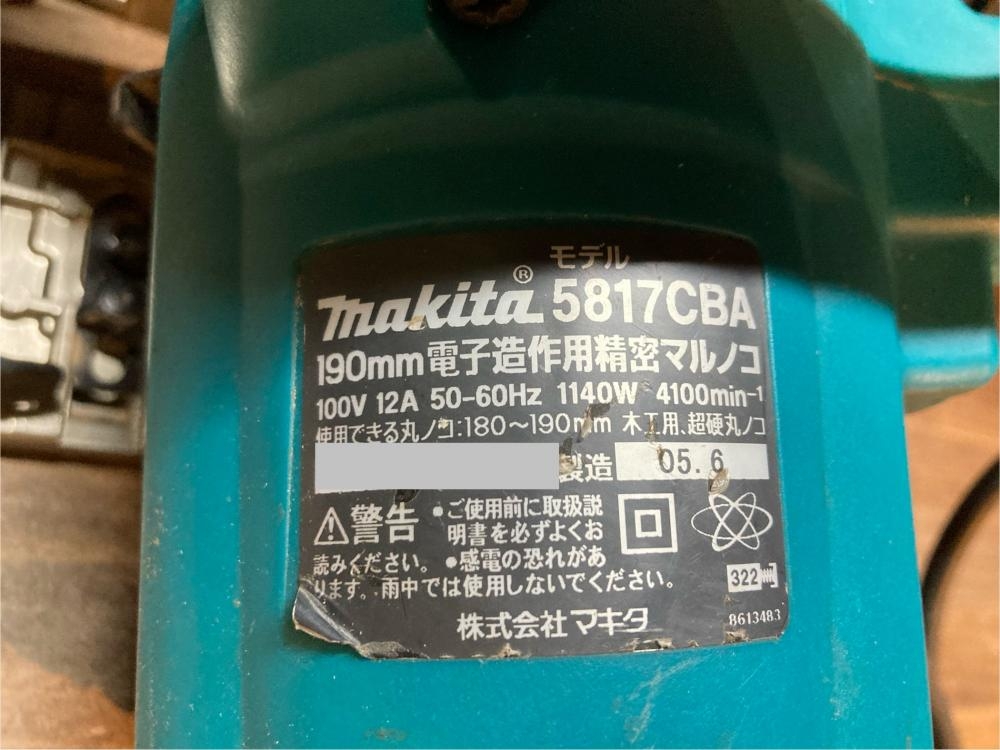 モデル
makita® 5817CBA
190mm電子造作用精密マルノコ
100V 12A 50-60Hz 1140W 4100min-1
使用できる丸ノコ:180〜190mm 木工用、超硬丸ノコ
製造 05. 6
⚠警告 •ご使用前に取扱説
明書を必ずよくお
読みください。 •感電の恐れがあ
ります。雨中では使用しないでください。
322
株式会社マキタ
8613483